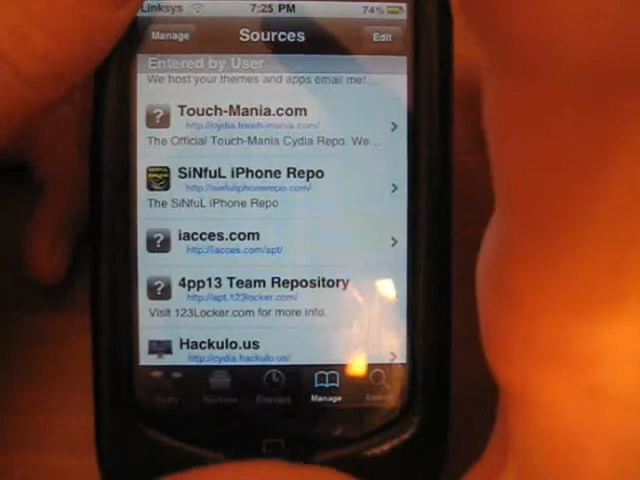 Linksys 7:25 PM 74%
Manage Sources Edit
Entered by User
We host your themes and apps email me!...
Touch-Mania.com
http://cydia.touch-mania.com/
The Official Touch-Mania Cydia Repo. We...
SiNfuL iPhone Repo
http://sinfuliphonerepo.com/
The SiNfuL iPhone Repo
iacces.com
http://iacces.com/apt/
4pp13 Team Repository
http://apt.123locker.com/
Visit 123Locker.com for more info.
Hackulo.us
http://cydia.hackulo.us/
Manage